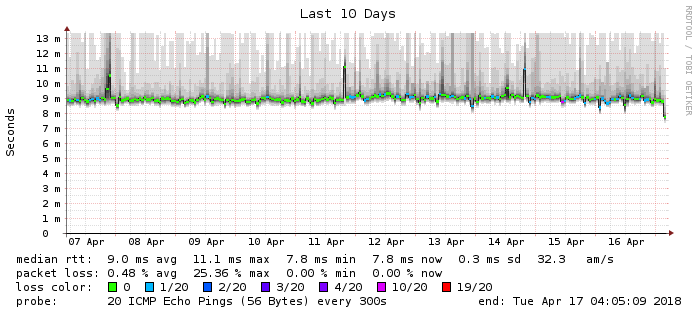 Last 10 Days
RRDTOOL / TOBI OETIKER
Seconds
13 m
12 m
11 m
10 m
9 m
8 m
7 m
6 m
5 m
4 m
3 m
2 m
1 m
0
07 Apr 08 Apr 09 Apr 10 Apr 11 Apr 12 Apr 13 Apr 14 Apr 15 Apr 16 Apr
median rtt: 9.0 ms avg 11.1 ms max 7.8 ms min 7.8 ms now 0.3 ms sd 32.3 am/s
packet loss: 0.48 % avg 25.36 % max 0.00 % min 0.00 % now
loss color: 0 1/20 2/20 3/20 4/20 10/20 19/20
probe: 20 ICMP Echo Pings (56 Bytes) every 300s end: Tue Apr 17 04:05:09 2018